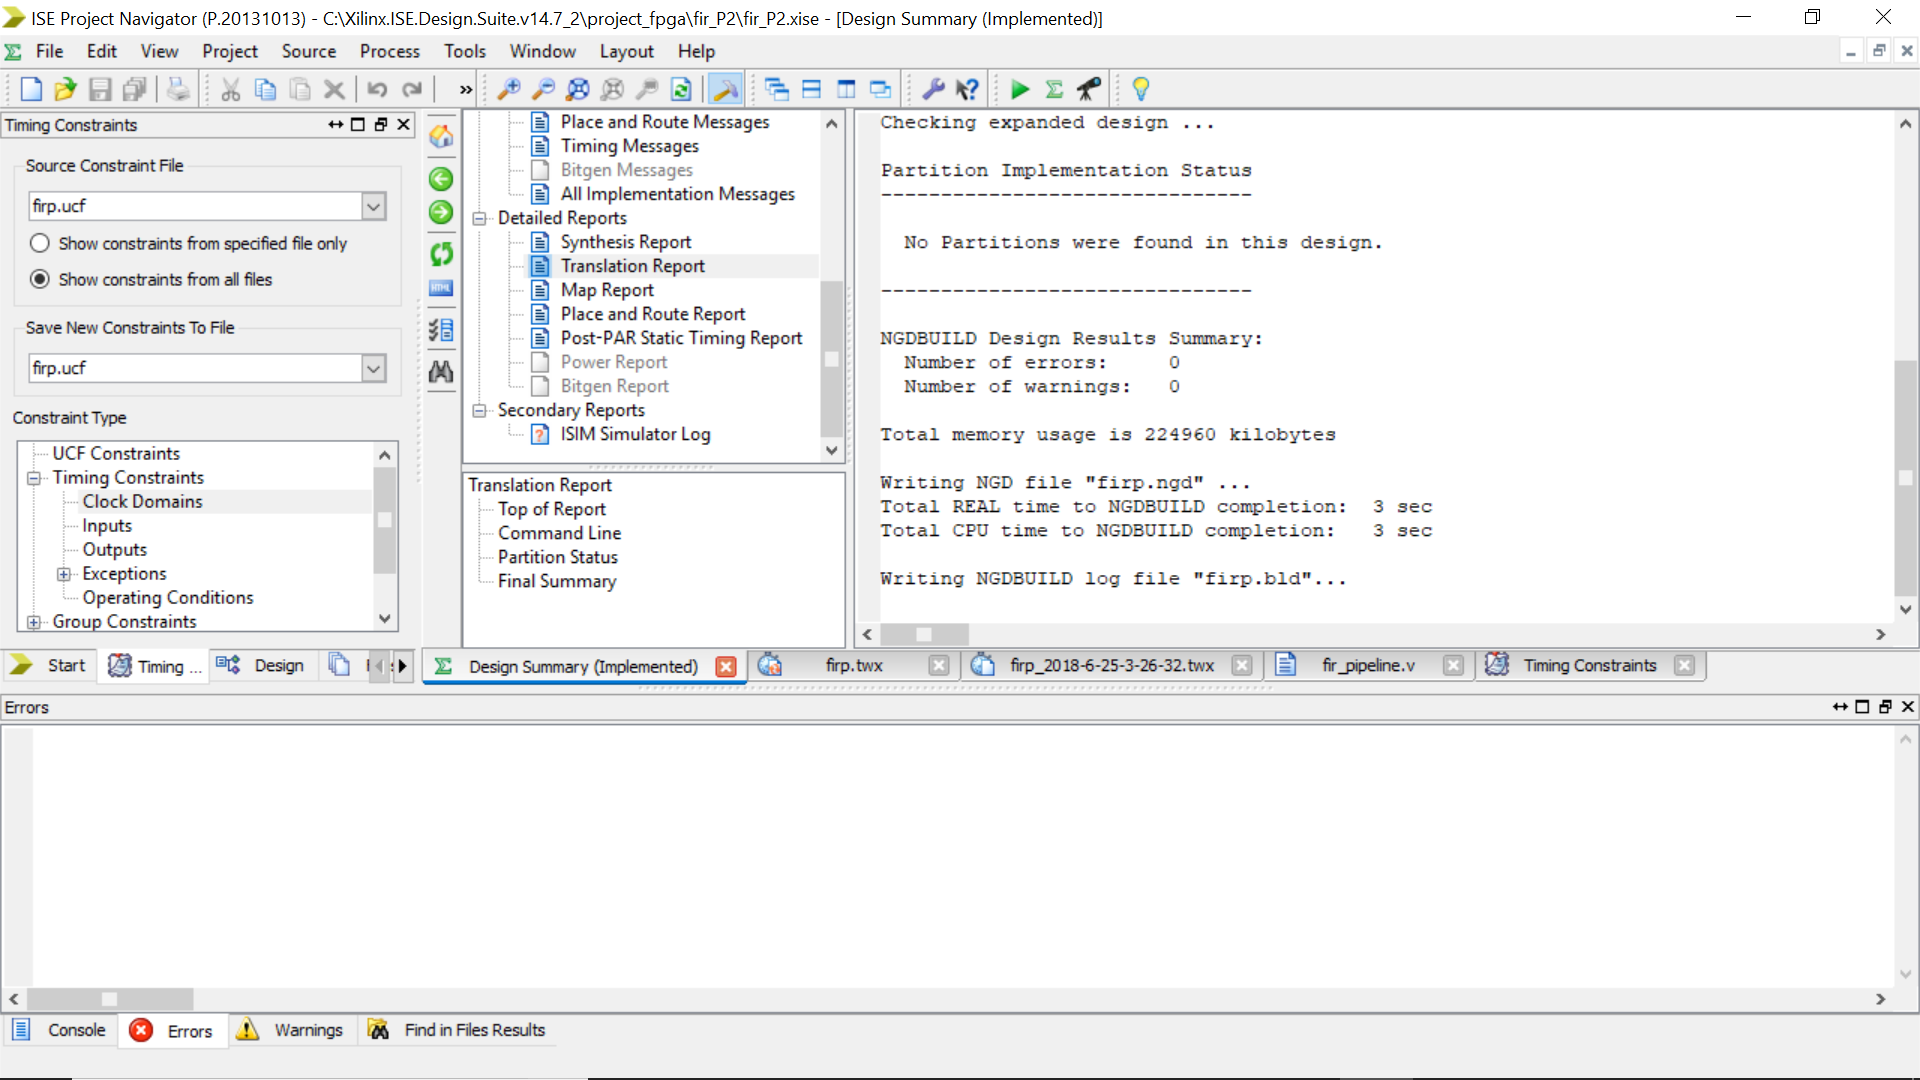 ISE Project Navigator (P.20131013) - C:\Xilinx.ISE.Design.Suite.v14.7_2\project_fpga\fir_P2\fir_P2.xise - [Design Summary (Implemented)]
File Edit View Project Source Process Tools Window Layout Help
»
Timing Constraints
Source Constraint File
firp.ucf
Show constraints from specified file only
Show constraints from all files
Save New Constraints To File
firp.ucf
Constraint Type
UCF Constraints
Timing Constraints
Clock Domains
Inputs
Outputs
Exceptions
Operating Conditions
Group Constraints
HTML
Place and Route Messages
Timing Messages
Bitgen Messages
All Implementation Messages
Detailed Reports
Synthesis Report
Translation Report
Map Report
Place and Route Report
Post-PAR Static Timing Report
Power Report
Bitgen Report
Secondary Reports
ISIM Simulator Log
Translation Report
Top of Report
Command Line
Partition Status
Final Summary
Checking expanded design ...
Partition Implementation Status
-------------------------------
No Partitions were found in this design.
-------------------------------
NGDBUILD Design Results Summary:
Number of errors: 0
Number of warnings: 0
Total memory usage is 224960 kilobytes
Writing NGD file "firp.ngd" ...
Total REAL time to NGDBUILD completion: 3 sec
Total CPU time to NGDBUILD completion: 3 sec
Writing NGDBUILD log file "firp.bld"...
Start Timing ... Design
Design Summary (Implemented) firp.twx firp_2018-6-25-3-26-32.twx fir_pipeline.v Timing Constraints
Errors
Console Errors Warnings Find in Files Results